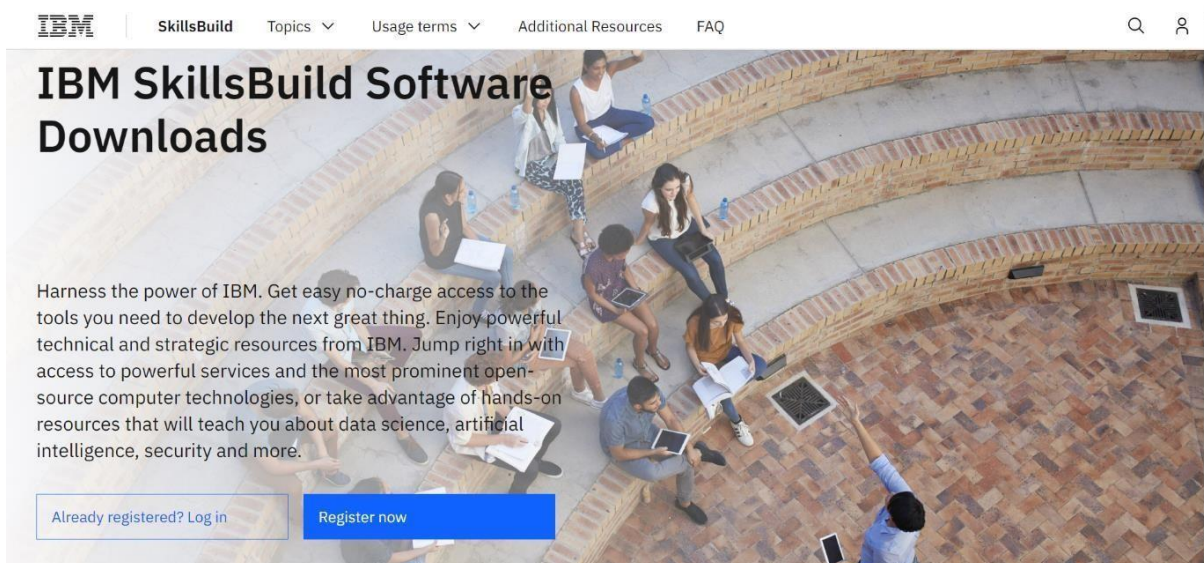 IBM
SkillsBuild
Topics
Usage terms
Additional Resources
FAQ
IBM SkillsBuild Software
Downloads
Harness the power of IBM. Get easy no-charge access to the
tools you need to develop the next great thing. Enjoy powerful
technical and strategic resources from IBM. Jump right in with
access to powerful services and the most prominent open-
source computer technologies, or take advantage of hands-on
resources that will teach you about data science, artificial
intelligence, security and more.
Already registered? Log in
Register now